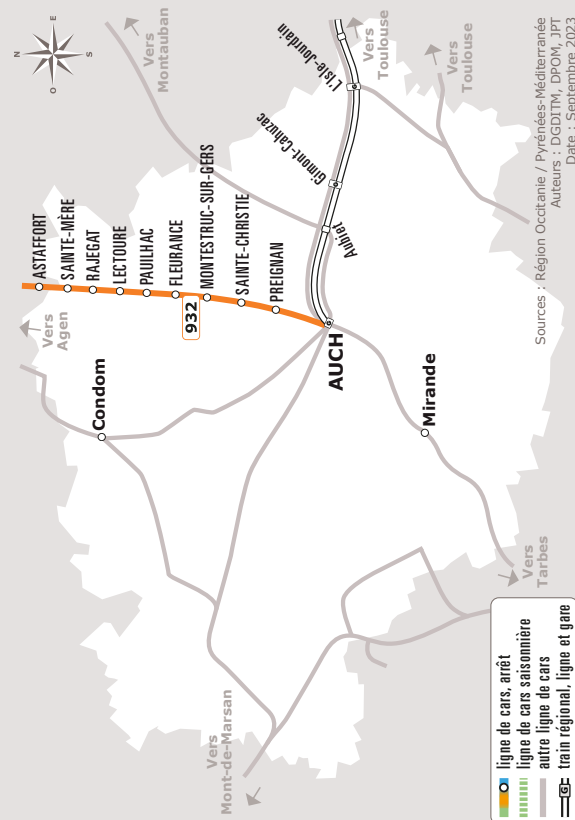 N
E
S
O
Vers
Montauban
Vers
Toulouse
Vers
Toulouse
L'Isle-Jourdain
Gimont-Cahuzac
Aubiet
ASTAFFORT
SAINTE-MÈRE
RAJEGAT
LECTOURE
PAUILHAC
FLEURANCE
MONTESTRUC-SUR-GERS
SAINTE-CHRISTIE
PREIGNAN
932
Vers
Agen
Condom
AUCH
Mirande
Vers
Tarbes
Vers
Mont-de-Marsan
ligne de cars, arrêt
ligne de cars saisonnière
autre ligne de cars
G train régional, ligne et gare
Sources : Région Occitanie / Pyrénées-Méditerranée
Auteurs : DGDITM, DPOM, JPT
Date : Septembre 2023